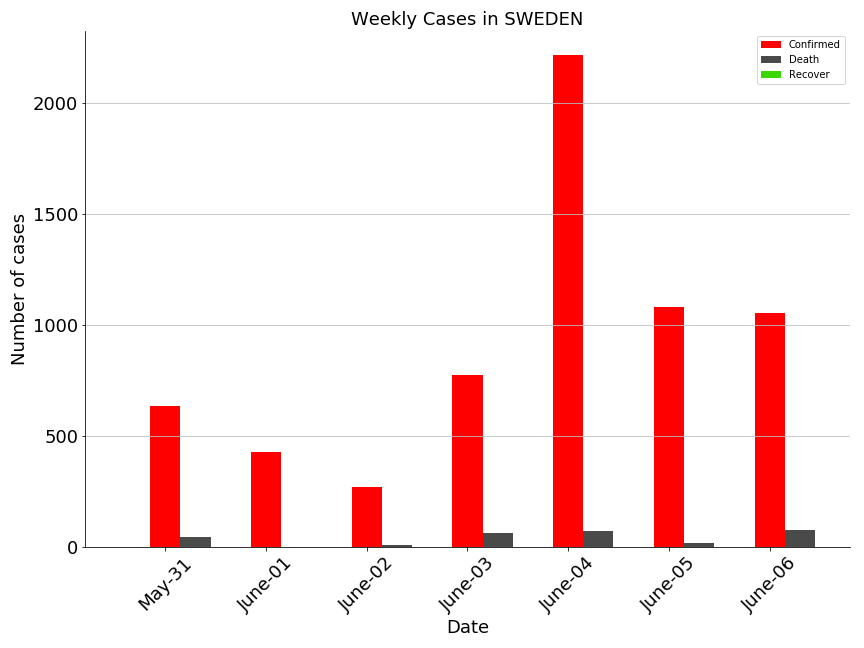 Weekly Cases in SWEDEN
Confirmed
Death
Recover
Number of cases
2000
1500
1000
500
0
May-31
June-01
June-02
June-03
June-04
June-05
June-06
Date